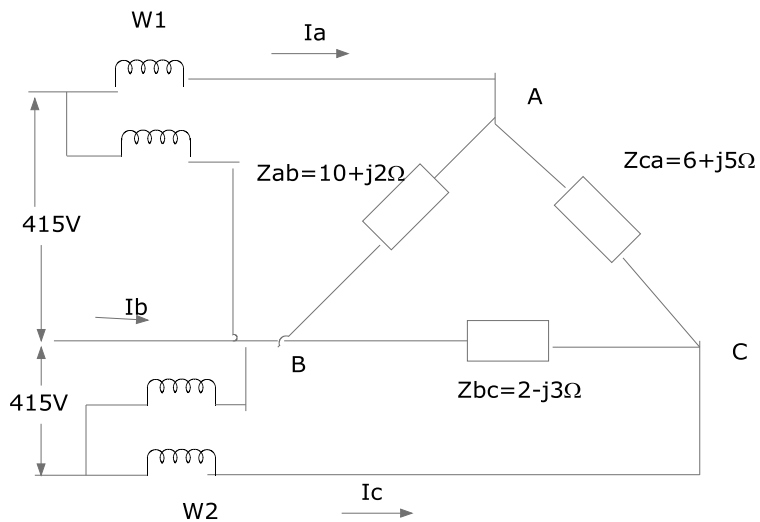 W1
Ia
A
Zab=10+j2Ω
Zca=6+j5Ω
415V
Ib
B
C
415V
Zbc=2-j3Ω
Ic
W2